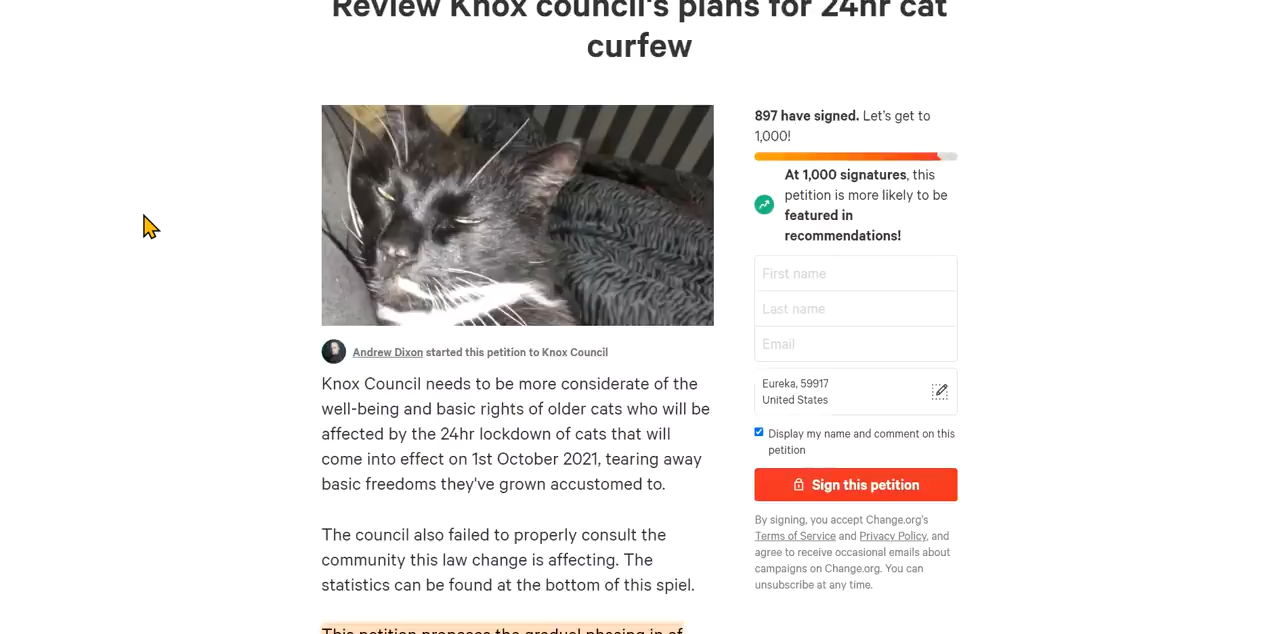 Review Knox council's plans for 24hr cat
curfew
897 have signed. Let's get to
1,000!
At 1,000 signatures, this
petition is more likely to be
featured in
recommendations!
First name
Last name
Email
Eureka, 59917
United States
Display my name and comment on this
petition
Sign this petition
By signing, you accept Change.org's
Terms of Service and Privacy Policy, and
agree to receive occasional emails about
campaigns on Change.org. You can
unsubscribe at any time.
Andrew Dixon started this petition to Knox Council
Knox Council needs to be more considerate of the
well-being and basic rights of older cats who will be
affected by the 24hr lockdown of cats that will
come into effect on 1st October 2021, tearing away
basic freedoms they've grown accustomed to.
The council also failed to properly consult the
community this law change is affecting. The
statistics can be found at the bottom of this spiel.
This petition proposes the gradual phasing in of